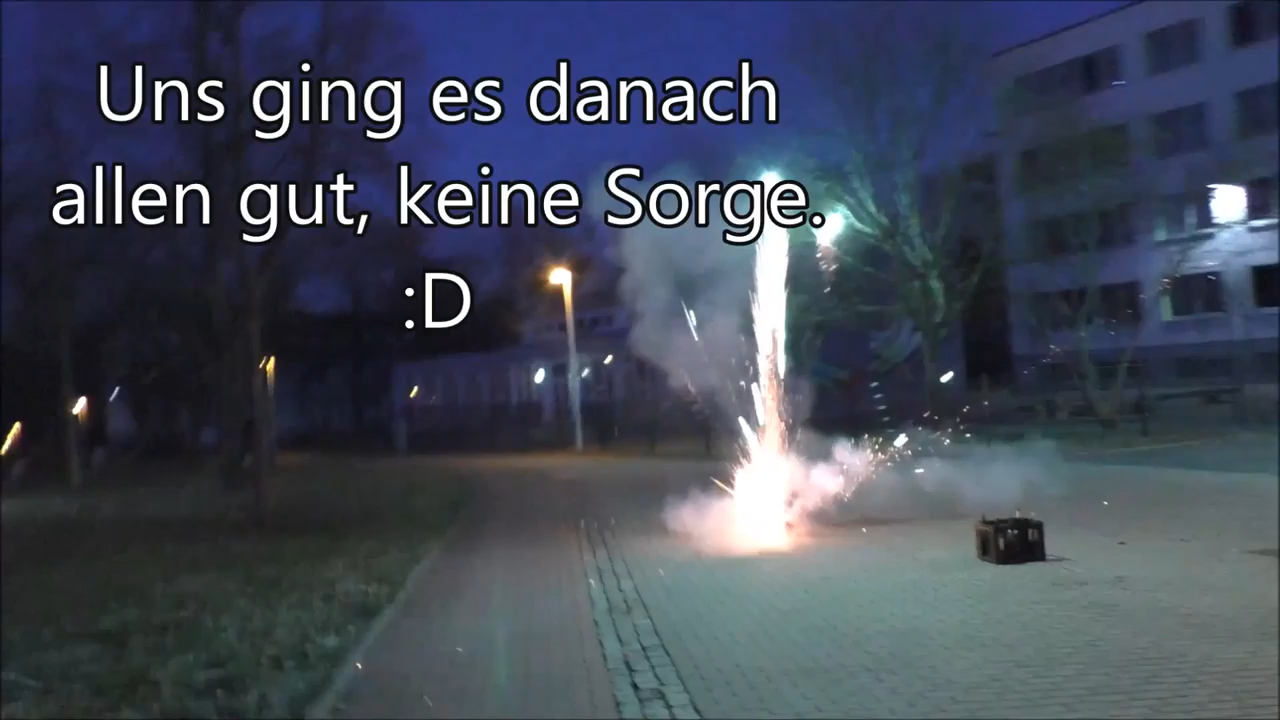 Uns ging es danach
allen gut, keine Sorge.
:D